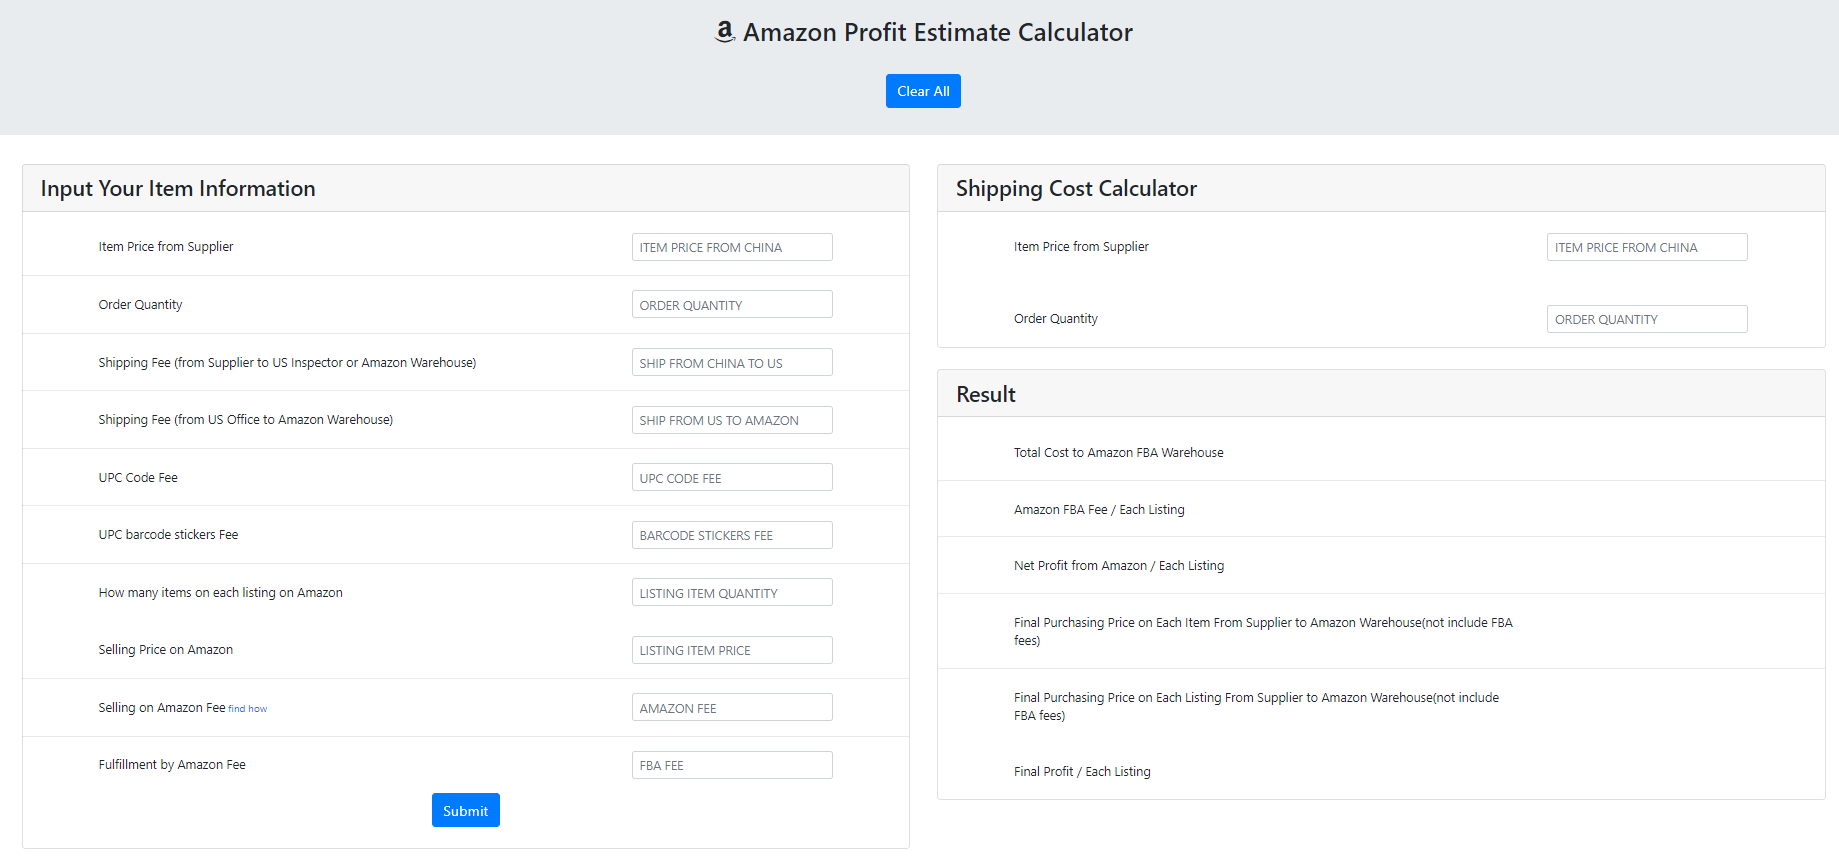 Amazon Profit Estimate Calculator
Clear All
Input Your Item Information
Item Price from Supplier
ITEM PRICE FROM CHINA
Order Quantity
ORDER QUANTITY
Shipping Fee (from Supplier to US Inspector or Amazon Warehouse)
SHIP FROM CHINA TO US
Shipping Fee (from US Office to Amazon Warehouse)
SHIP FROM US TO AMAZON
UPC Code Fee
UPC CODE FEE
UPC barcode stickers Fee
BARCODE STICKERS FEE
How many items on each listing on Amazon
LISTING ITEM QUANTITY
Selling Price on Amazon
LISTING ITEM PRICE
Selling on Amazon Fee find how
AMAZON FEE
Fulfillment by Amazon Fee
FBA FEE
Submit
Shipping Cost Calculator
Item Price from Supplier
ITEM PRICE FROM CHINA
Order Quantity
ORDER QUANTITY
Result
Total Cost to Amazon FBA Warehouse
Amazon FBA Fee / Each Listing
Net Profit from Amazon / Each Listing
Final Purchasing Price on Each Item From Supplier to Amazon Warehouse(not include FBA
fees)
Final Purchasing Price on Each Listing From Supplier to Amazon Warehouse(not include
FBA fees)
Final Profit / Each Listing